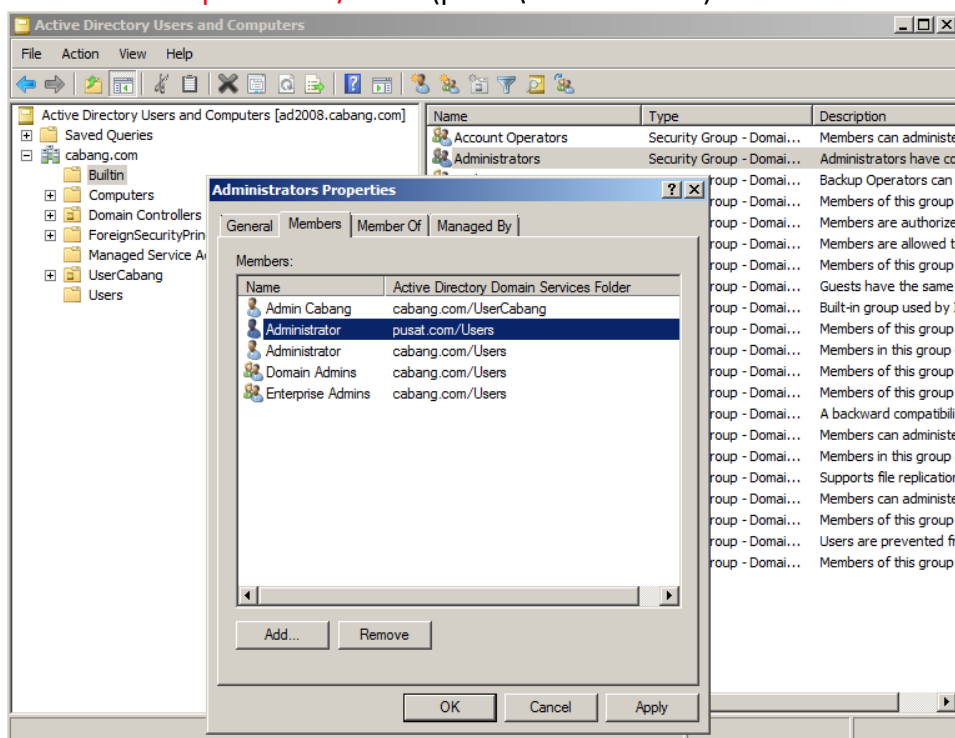 Active Directory Users and Computers
File Action View Help
Active Directory Users and Computers [ad2008.cabang.com]
Saved Queries
cabang.com
Builtin
Computers
Domain Controllers
ForeignSecurityPrin
Managed Service A
UserCabang
Users
Name Type Description
Account Operators Security Group - Domai... Members can administe
Administrators Security Group - Domai... Administrators have co
roup - Domai... Backup Operators can
roup - Domai... Members of this group
roup - Domai... Members are authorize
roup - Domai... Members are allowed t
roup - Domai... Members of this group
roup - Domai... Guests have the same
roup - Domai... Built-in group used by
roup - Domai... Members of this group
roup - Domai... Members in this group
roup - Domai... Members of this group
roup - Domai... Members of this group
roup - Domai... A backward compatibili
roup - Domai... Members can administe
roup - Domai... Members in this group
roup - Domai... Supports file replication
roup - Domai... Members can administe
roup - Domai... Members of this group
roup - Domai... Users are prevented fr
roup - Domai... Members of this group
Administrators Properties
General Members Member Of Managed By
Members:
Name Active Directory Domain Services Folder
Admin Cabang cabang.com/UserCabang
Administrator pusat.com/Users
Administrator cabang.com/Users
Domain Admins cabang.com/Users
Enterprise Admins cabang.com/Users
Add... Remove
OK Cancel Apply